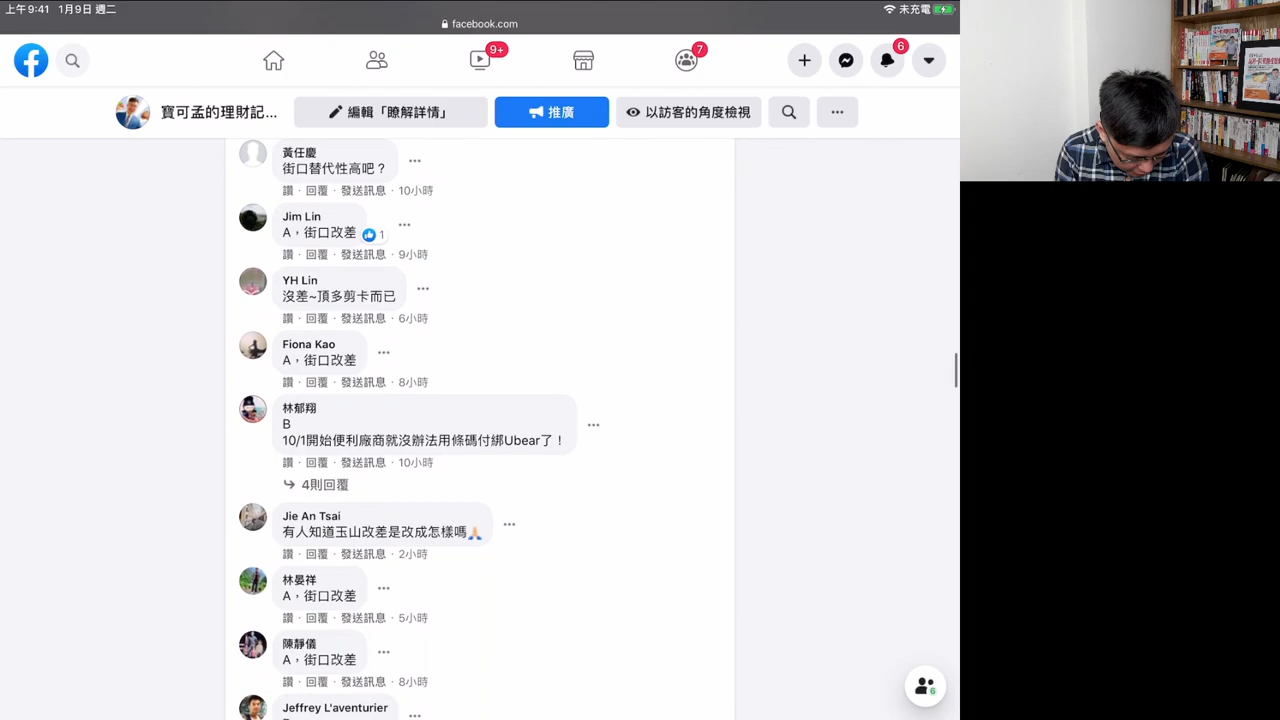 上午9:41 1月9日 週二
未充電
facebook.com
9+
7
6
寶可孟的理財記...
編輯「瞭解詳情」
推廣
以訪客的角度檢視
黃任慶
街口替代性高吧？
讚 · 回覆 · 發送訊息 · 10小時
Jim Lin
A，街口改差
1
讚 · 回覆 · 發送訊息 · 9小時
YH Lin
沒差~頂多剪卡而已
讚 · 回覆 · 發送訊息 · 6小時
Fiona Kao
A，街口改差
讚 · 回覆 · 發送訊息 · 8小時
林郁翔
B
10/1開始便利廠商就沒辦法用條碼付綁Ubear了！
讚 · 回覆 · 發送訊息 · 10小時
4則回覆
Jie An Tsai
有人知道玉山改差是改成怎樣嗎🙏🏻
讚 · 回覆 · 發送訊息 · 2小時
林晏祥
A，街口改差
讚 · 回覆 · 發送訊息 · 5小時
陳靜儀
A，街口改差
讚 · 回覆 · 發送訊息 · 8小時
Jeffrey L'aventurier
6